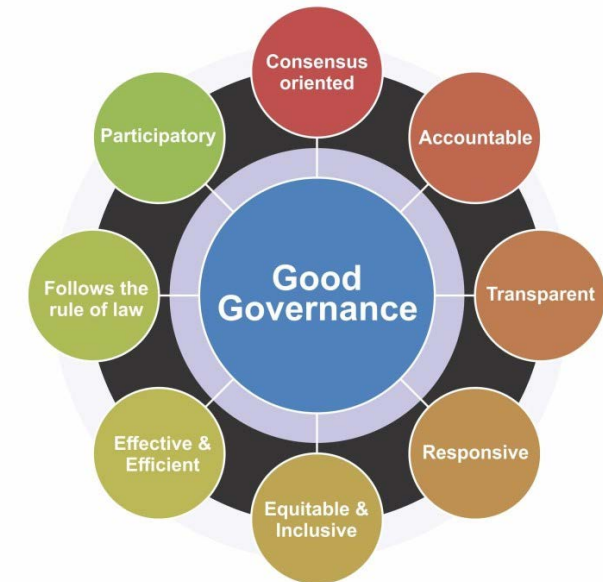 Consensus
oriented
Accountable
Transparent
Responsive
Equitable &
Inclusive
Effective &
Efficient
Follows the
rule of law
Participatory
Good
Governance